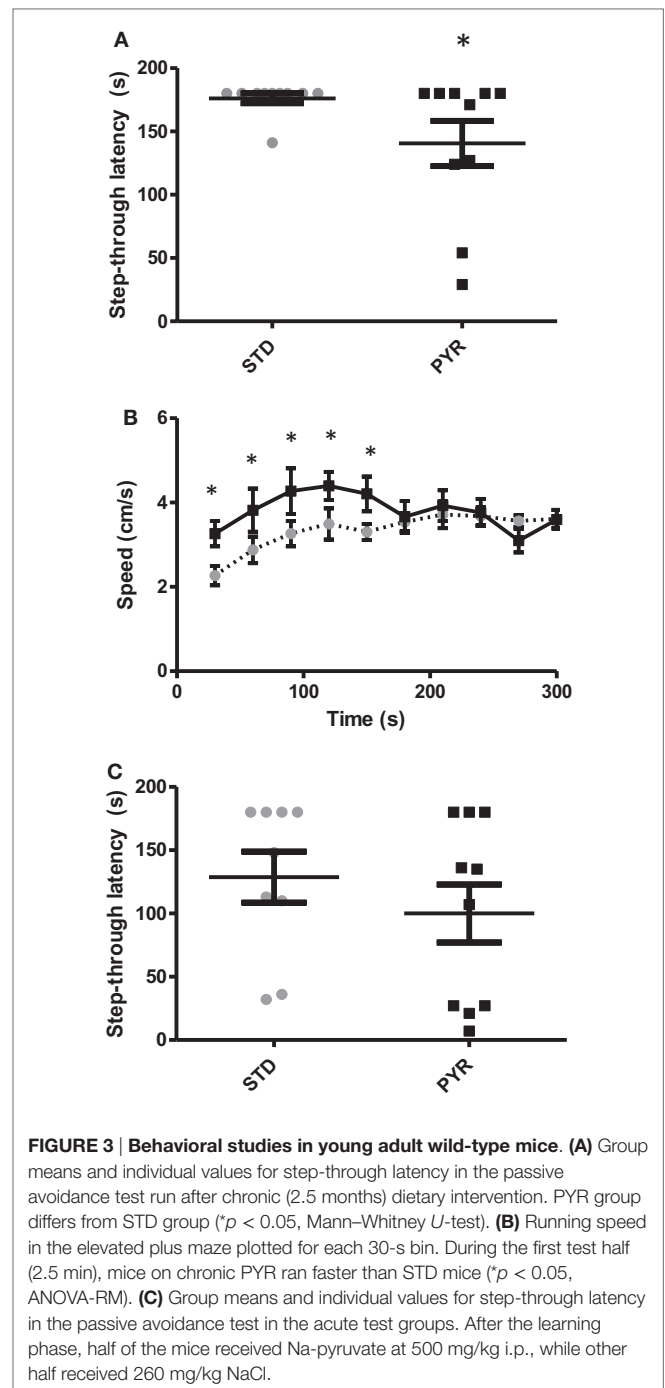 A
*
Step-through latency (s)
200
150
100
50
0
STD
PYR
B
Speed (cm/s)
6
4
2
0
* * * * *
0 100 200 300
Time (s)
C
Step-through latency (s)
200
150
100
50
0
STD
PYR
FIGURE 3 | Behavioral studies in young adult wild-type mice. (A) Group
means and individual values for step-through latency in the passive
avoidance test run after chronic (2.5 months) dietary intervention. PYR group
differs from STD group (*p < 0.05, Mann–Whitney U-test). (B) Running speed
in the elevated plus maze plotted for each 30-s bin. During the first test half
(2.5 min), mice on chronic PYR ran faster than STD mice (*p < 0.05,
ANOVA-RM). (C) Group means and individual values for step-through latency
in the passive avoidance test in the acute test groups. After the learning
phase, half of the mice received Na-pyruvate at 500 mg/kg i.p., while other
half received 260 mg/kg NaCl.